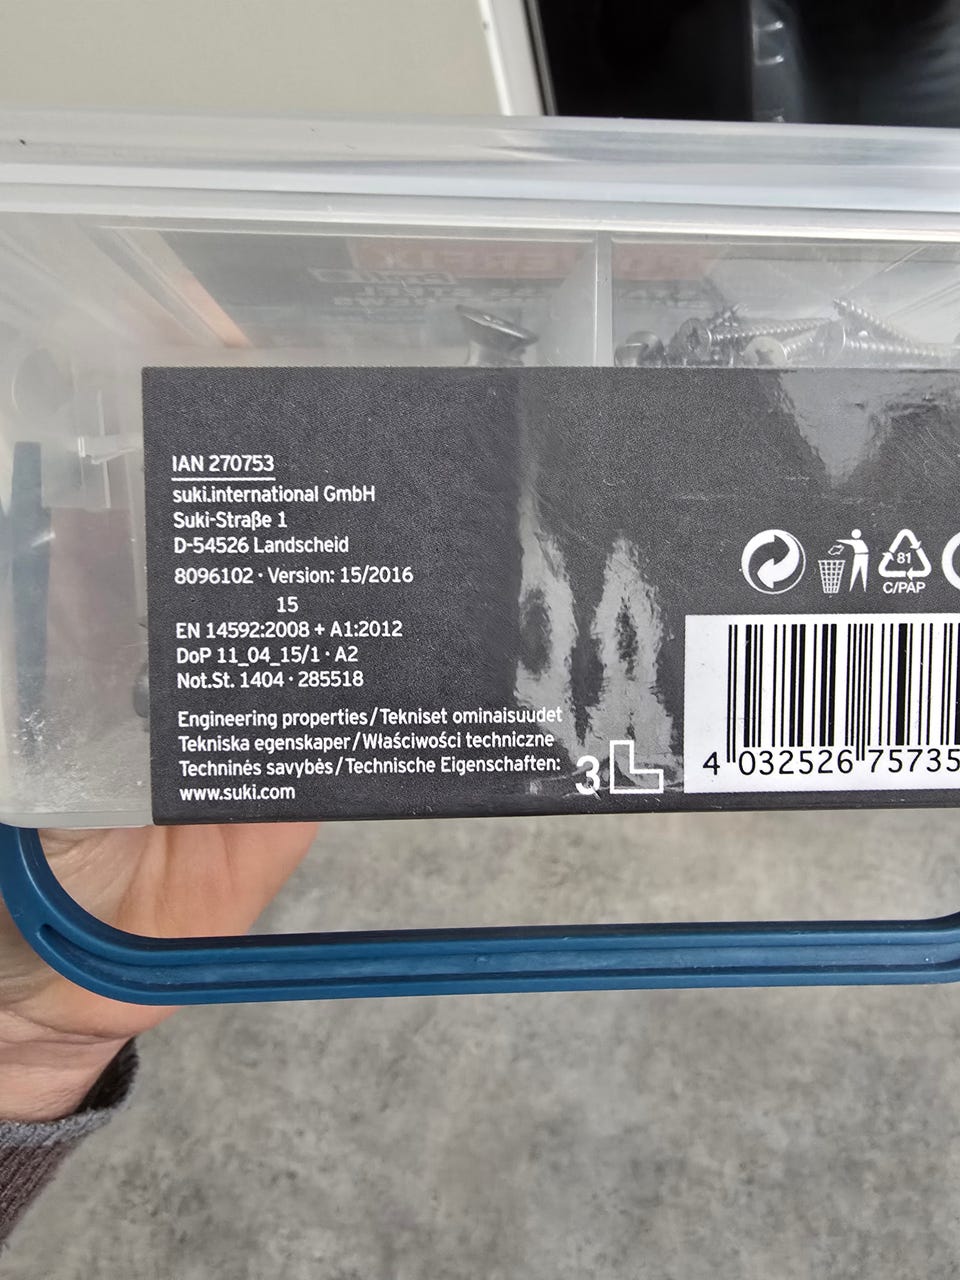 IAN 270753
suki.international GmbH
Suki-Straße 1
D-54526 Landscheid
8096102 · Version: 15/2016
15
EN 14592:2008 + A1:2012
DoP 11_04_15/1 · A2
Not.St. 1404 · 285518
Engineering properties/Tekniset ominaisuudet
Tekniska egenskaper/Właściwości techniczne
Techninės savybės/Technische Eigenschaften:
www.suki.com
3
81
C/PAP
4 032526 75735